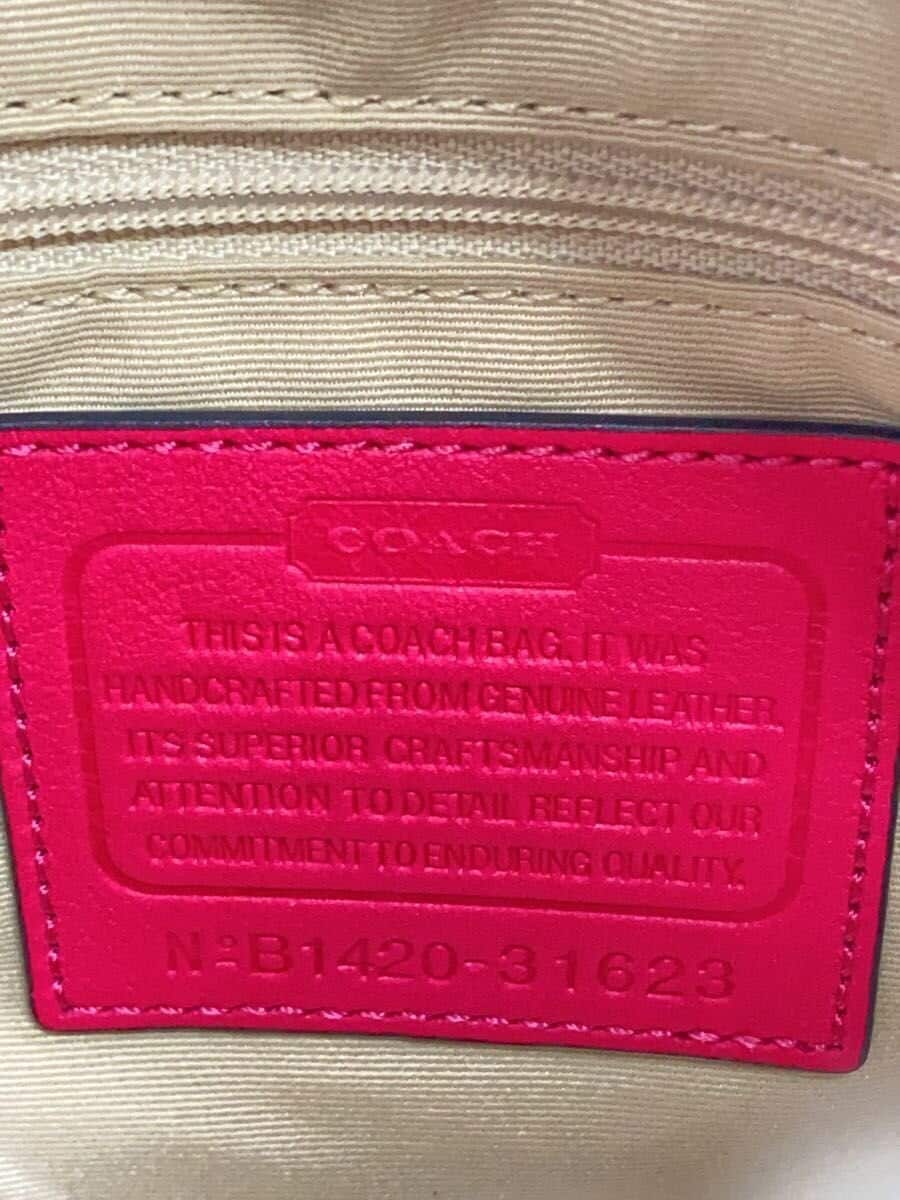 COACH
THIS IS A COACH BAG. IT WAS
HANDCRAFTED FROM GENUINE LEATHER.
ITS SUPERIOR CRAFTSMANSHIP AND
ATTENTION TO DETAIL REFLECT OUR
COMMITMENT TO ENDURING QUALITY.
Nº B1420-31623